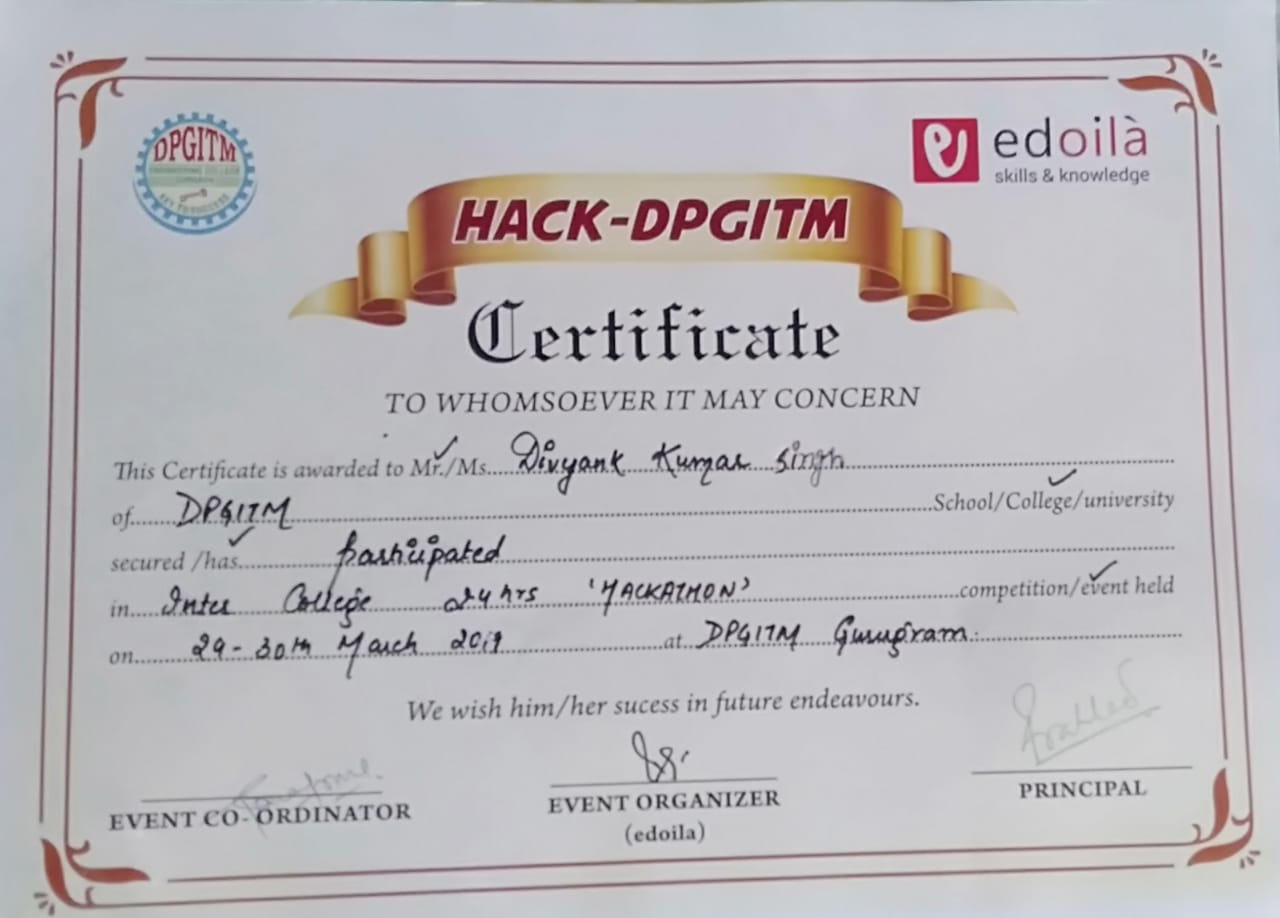 DPGITM
edoilà
skills & knowledge
HACK-DPGITM
Certificate
TO WHOMSOEVER IT MAY CONCERN
This Certificate is awarded to Mr./Ms. Divyank Kumar Singh
of DPGITM School/College/university
secured /has participated
in Inter College 24 hrs 'HACKATHON' competition/event held
on 29-30th March 2019 at DPGITM Gurugram.
We wish him/her sucess in future endeavours.
EVENT CO-ORDINATOR
EVENT ORGANIZER
(edoila)
PRINCIPAL